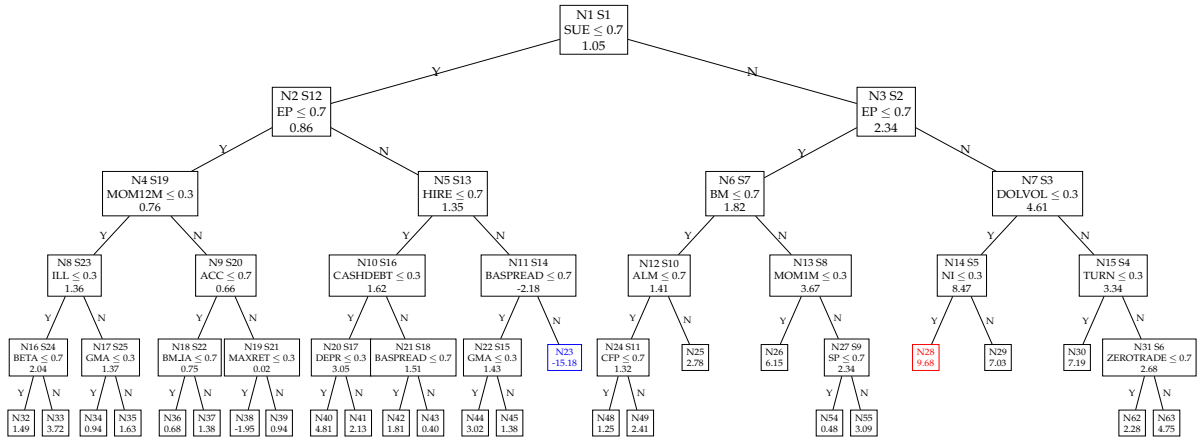 N1 S1
SUE ≤ 0.7
1.05
Y
N
N2 S12
EP ≤ 0.7
0.86
N3 S2
EP ≤ 0.7
2.34
Y
N
Y
N
N4 S19
MOM12M ≤ 0.3
0.76
N5 S13
HIRE ≤ 0.7
1.35
N6 S7
BM ≤ 0.7
1.82
N7 S3
DOLVOL ≤ 0.3
4.61
Y
N
Y
N
Y
N
Y
N
N8 S23
ILL ≤ 0.3
1.36
N9 S20
ACC ≤ 0.7
0.66
N10 S16
CASHDEBT ≤ 0.3
1.62
N11 S14
BASPREAD ≤ 0.7
-2.18
N12 S10
ALM ≤ 0.7
1.41
N13 S8
MOM1M ≤ 0.3
3.67
N14 S5
NI ≤ 0.3
8.47
N15 S4
TURN ≤ 0.3
3.34
Y
N
Y
N
Y
N
Y
N
Y
N
Y
N
Y
N
Y
N
N16 S24
BETA ≤ 0.7
2.04
N17 S25
GMA ≤ 0.3
1.37
N18 S22
BM_IA ≤ 0.7
0.75
N19 S21
MAXRET ≤ 0.3
0.02
N20 S17
DEPR ≤ 0.3
3.05
N21 S18
BASPREAD ≤ 0.7
1.51
N22 S15
GMA ≤ 0.3
1.43
N23
-15.18
N24 S11
CFP ≤ 0.7
1.32
N25
2.78
N26
6.15
N27 S9
SP ≤ 0.7
2.34
N28
9.68
N29
7.03
N30
7.19
N31 S6
ZEROTRADE ≤ 0.7
2.68
Y
N
Y
N
Y
N
Y
N
Y
N
Y
N
Y
N
Y
N
Y
N
Y
N
N32
1.49
N33
3.72
N34
0.94
N35
1.63
N36
0.68
N37
1.38
N38
-1.95
N39
0.94
N40
4.81
N41
2.13
N42
1.81
N43
0.40
N44
3.02
N45
1.38
N48
1.25
N49
2.41
N54
0.48
N55
3.09
N62
2.28
N63
4.75